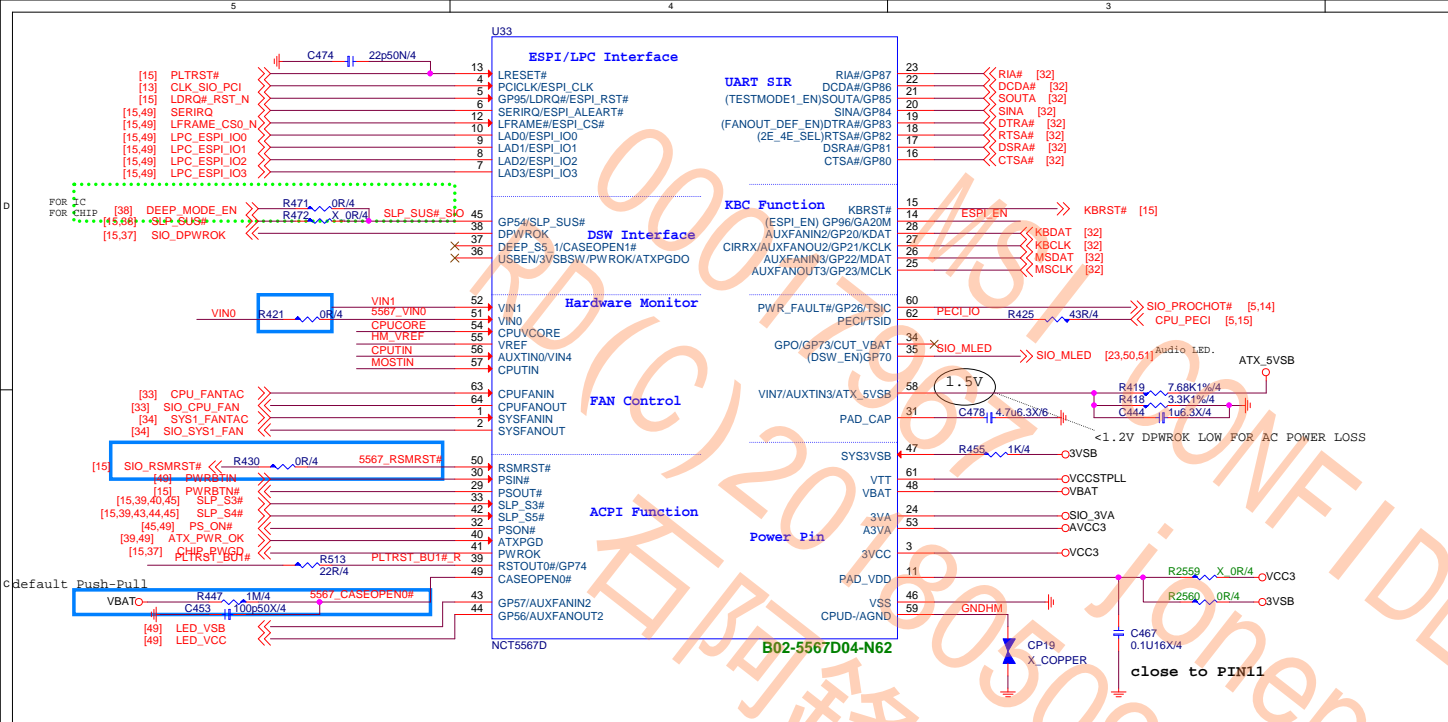 5 4 3
U33
ESPI/LPC Interface
C474 22p50N/4
[15] PLTRST# 13 LRESET#
[13] CLK_SIO_PCI 4 PCICLK/ESPI_CLK
[15] LDRQ#_RST_N 5 GP95/LDRQ#/ESPI_RST#
[15,49] SERIRQ 6 SERIRQ/ESPI_ALEART#
[15,49] LFRAME_CS0_N 12 LFRAME#/ESPI_CS#
[15,49] LPC_ESPI_IO0 10 LAD0/ESPI_IO0
[15,49] LPC_ESPI_IO1 9 LAD1/ESPI_IO1
[15,49] LPC_ESPI_IO2 8 LAD2/ESPI_IO2
[15,49] LPC_ESPI_IO3 7 LAD3/ESPI_IO3
UART SIR
RIA#/GP87 23 RIA# [32]
DCDA#/GP86 22 DCDA# [32]
(TESTMODE1_EN)SOUTA/GP85 21 SOUTA [32]
SINA/GP84 20 SINA [32]
(FANOUT_DEF_EN)DTRA#/GP83 19 DTRA# [32]
(2E_4E_SEL)RTSA#/GP82 18 RTSA# [32]
DSRA#/GP81 17 DSRA# [32]
CTSA#/GP80 16 CTSA# [32]
D
FOR IC
FOR CHIP
[38] DEEP_MODE_EN R471 0R/4
[15,38] SLP_SUS# R472 X_0R/4 SLP_SUS#_SIO 45 GP54/SLP_SUS#
[15,37] SIO_DPWROK 38 DPWROK
DSW Interface
37 DEEP_S5_1/CASEOPEN1#
36 USBEN/3VSBSW/PWROK/ATXPGDO
KBC Function
KBRST# 15 KBRST# [15]
(ESPI_EN) GP96/GA20M 14 ESPI_EN
AUXFANIN2/GP20/KDAT 28 KBDAT [32]
CIRRX/AUXFANOU2/GP21/KCLK 27 KBCLK [32]
AUXFANIN3/GP22/MDAT 26 MSDAT [32]
AUXFANOUT3/GP23/MCLK 25 MSCLK [32]
Hardware Monitor
VIN1 52 VIN1
VIN0 R421 0R/4 5567_VIN0 51 VIN0
CPUCORE 54 CPUVCORE
HM_VREF 55 VREF
CPUTIN 56 AUXTIN0/VIN4
MOSTIN 57 CPUTIN
PWR_FAULT#/GP26/TSIC 60 SIO_PROCHOT# [5,14]
PECI/TSID 62 PECI_IO R425 43R/4 CPU_PECI [5,15]
GPO/GP73/CUT_VBAT 34
(DSW_EN)GP70 35 SIO_MLED SIO_MLED [23,50,51] Audio LED.
ATX_5VSB
1.5V
VIN7/AUXTIN3/ATX_5VSB 58 R419 7.68K1%/4
R418 3.3K1%/4
PAD_CAP 31 C478 4.7u6.3X/6 C444 1u6.3X/4
<1.2V DPWROK LOW FOR AC POWER LOSS
FAN Control
[33] CPU_FANTAC 63 CPUFANIN
[33] SIO_CPU_FAN 64 CPUFANOUT
[34] SYS1_FANTAC 1 SYSFANIN
[34] SIO_SYS1_FAN 2 SYSFANOUT
[15] SIO_RSMRST# R430 0R/4 5567_RSMRST# 50 RSMRST#
[49] PWRBTIN 30 PSIN#
[15] PWRBTN# 29 PSOUT#
[15,39,40,45] SLP_S3# 33 SLP_S3#
[15,39,43,44,45] SLP_S4# 42 SLP_S5#
[45,49] PS_ON# 32 PSON#
[39,49] ATX_PWR_OK 40 ATXPGD
[15,37] CHIP_PWGD 41 PWROK
PLTRST_BU1# R513 22R/4 PLTRST_BU1#_R 39 RSTOUT0#/GP74
ACPI Function
49 CASEOPEN0#
C
default Push-Pull
VBAT R447 1M/4 5567_CASEOPEN0# 43 GP57/AUXFANIN2
C453 100p50X/4 44 GP56/AUXFANOUT2
[49] LED_VSB
[49] LED_VCC
SYS3VSB 47 R455 1K/4 3VSB
VTT 61 VCCSTPLL
VBAT 48 VBAT
3VA 24 SIO_3VA
A3VA 53 AVCC3
Power Pin
3VCC 3 VCC3
PAD_VDD 11 R2559 X_0R/4 VCC3
R2560 0R/4 3VSB
VSS 46
CPUD-/AGND 59 GNDHM
NCT5567D
B02-5567D04-N62
CP19
X_COPPER
C467
0.1U16X/4
close to PIN11